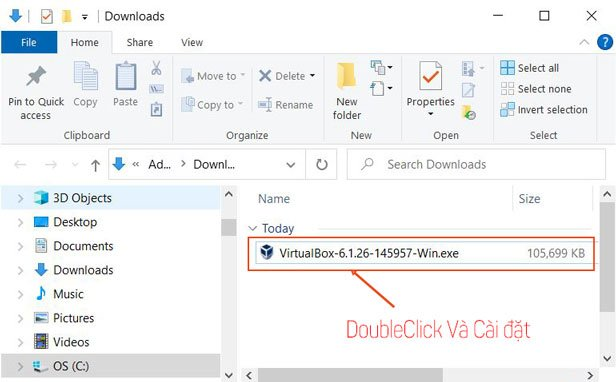 Downloads
File Home Share View
Pin to Quick access
Copy
Paste
Clipboard
Move to
Copy to
Delete
Rename
Organize
New folder
New
Properties
Open
Select all
Select none
Invert selection
Select
« Ad... > Downl...
Search Downloads
3D Objects
Desktop
Documents
Downloads
Music
Pictures
Videos
OS (C:)
Name Size
Today
VirtualBox-6.1.26-145957-Win.exe 105,699 KB
DoubleClick Và Cài đặt